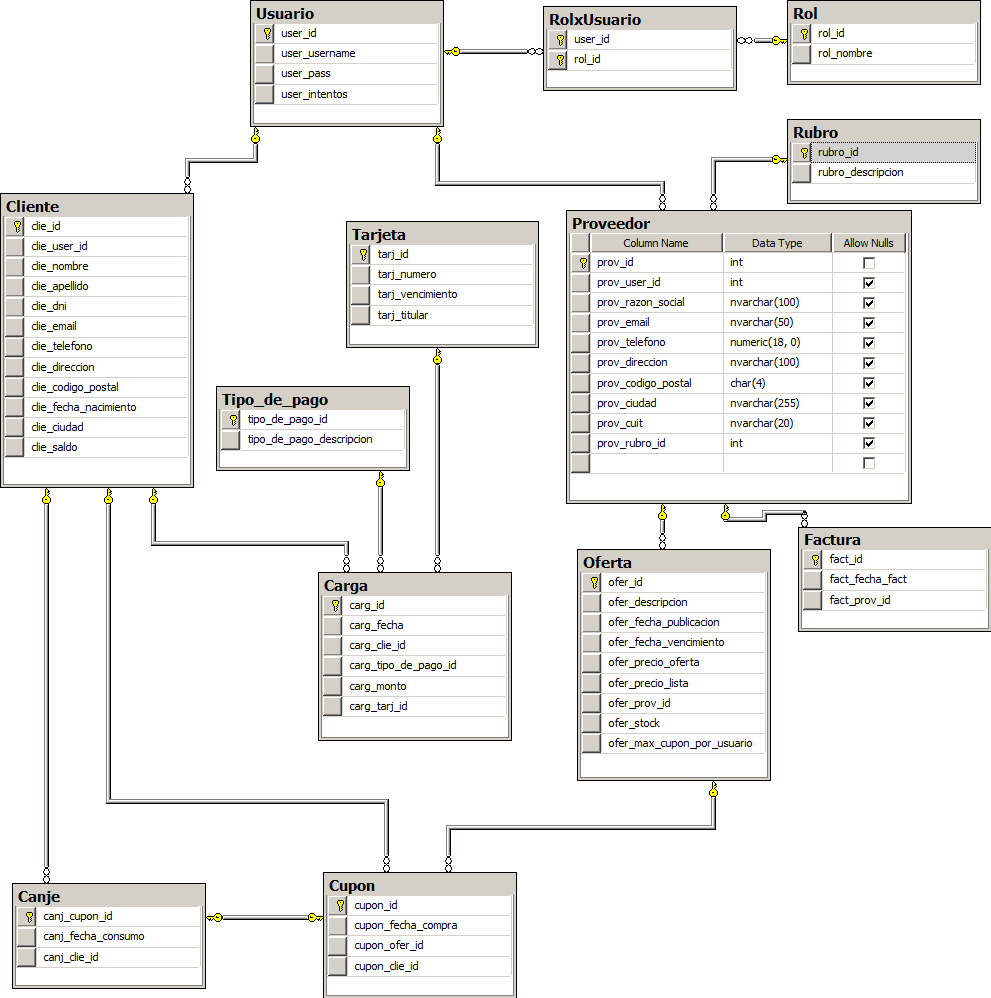 Usuario
user_id
user_username
user_pass
user_intentos
RolxUsuario
user_id
rol_id
Rol
rol_id
rol_nombre
Rubro
rubro_id
rubro_descripcion
Cliente
clie_id
clie_user_id
clie_nombre
clie_apellido
clie_dni
clie_email
clie_telefono
clie_direccion
clie_codigo_postal
clie_fecha_nacimiento
clie_ciudad
clie_saldo
Tarjeta
tarj_id
tarj_numero
tarj_vencimiento
tarj_titular
Proveedor
Column Name Data Type Allow Nulls
prov_id int
prov_user_id int
prov_razon_social nvarchar(100)
prov_email nvarchar(50)
prov_telefono numeric(18, 0)
prov_direccion nvarchar(100)
prov_codigo_postal char(4)
prov_ciudad nvarchar(255)
prov_cuit nvarchar(20)
prov_rubro_id int
Tipo_de_pago
tipo_de_pago_id
tipo_de_pago_descripcion
Factura
fact_id
fact_fecha_fact
fact_prov_id
Oferta
ofer_id
ofer_descripcion
ofer_fecha_publicacion
ofer_fecha_vencimiento
ofer_precio_oferta
ofer_precio_lista
ofer_prov_id
ofer_stock
ofer_max_cupon_por_usuario
Carga
carg_id
carg_fecha
carg_clie_id
carg_tipo_de_pago_id
carg_monto
carg_tarj_id
Canje
canj_cupon_id
canj_fecha_consumo
canj_clie_id
Cupon
cupon_id
cupon_fecha_compra
cupon_ofer_id
cupon_clie_id